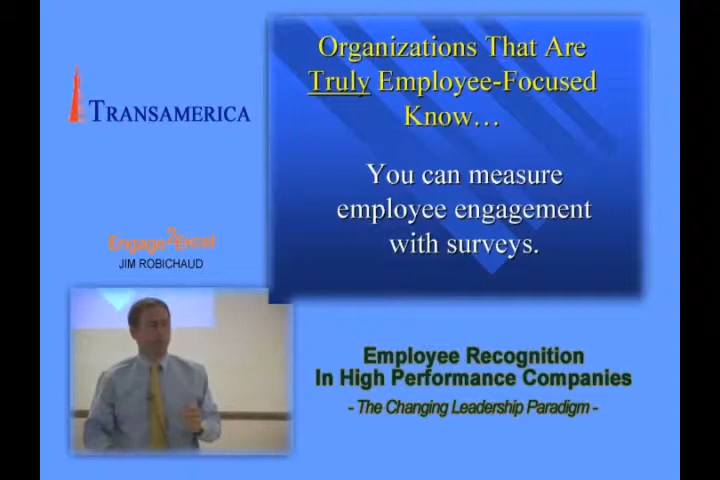 Organizations That Are
Truly Employee-Focused
Know…
You can measure
employee engagement
with surveys.
TRANSAMERICA
Engage2Excel
JIM ROBICHAUD
Employee Recognition
In High Performance Companies
- The Changing Leadership Paradigm -